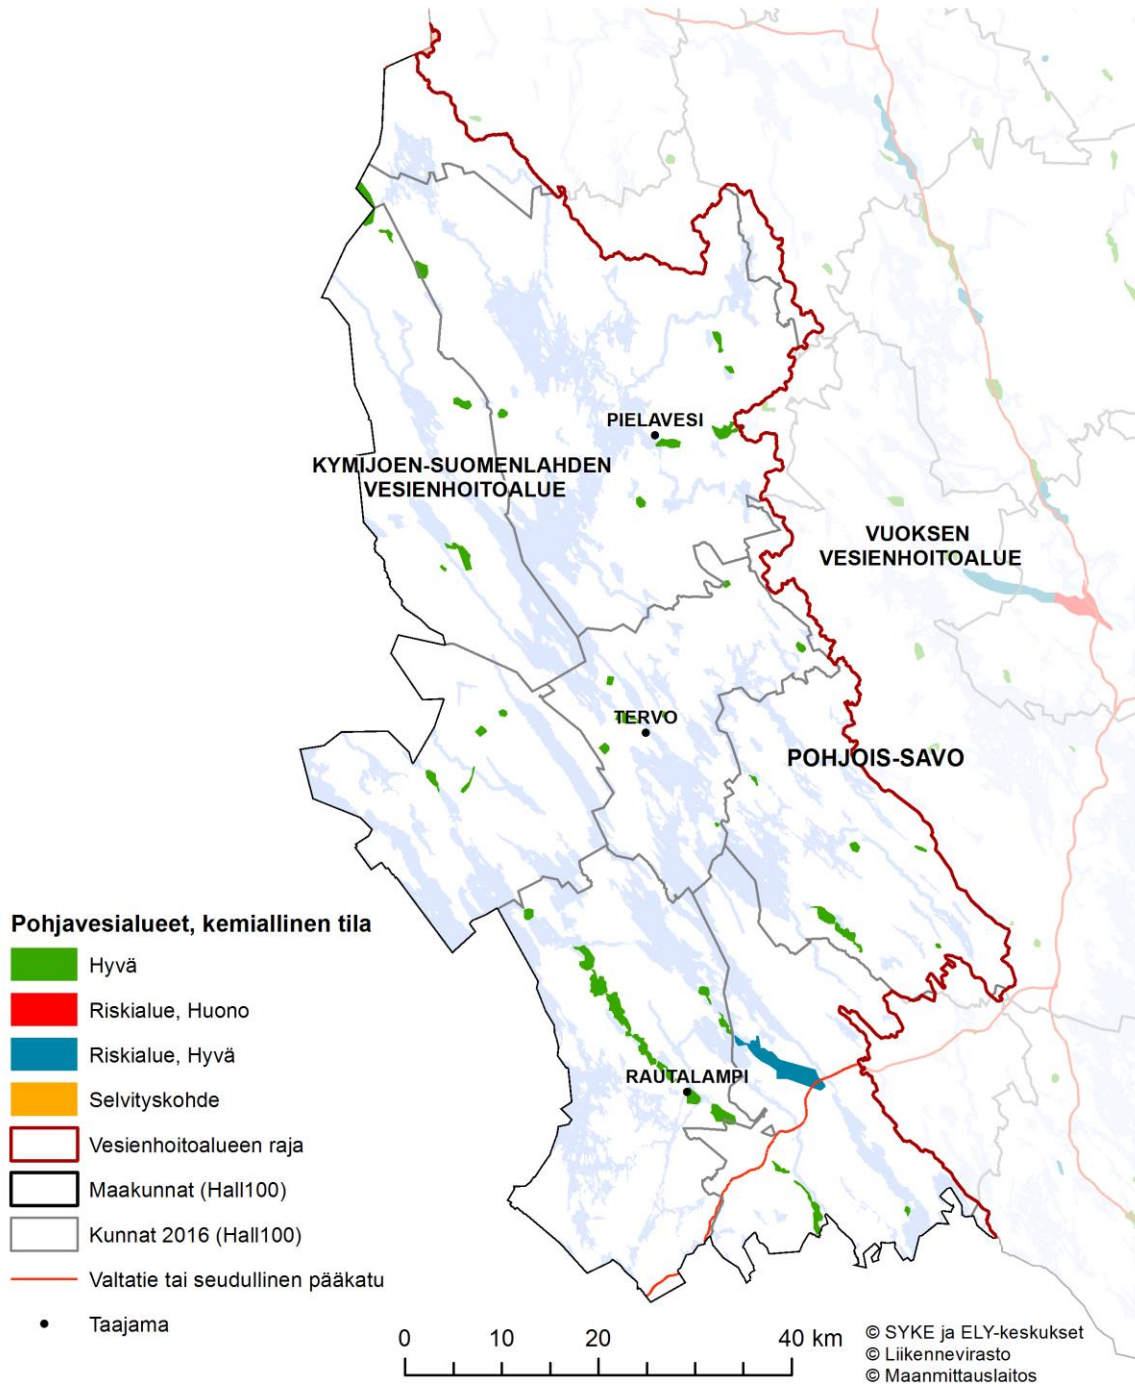 PIELAVESI
KYMIJOEN-SUOMENLAHDEN
VESIENHOITOALUE
VUOKSEN
VESIENHOITOALUE
TERVO
POHJOIS-SAVO
RAUTALAMPI
Pohjavesialueet, kemiallinen tila
Hyvä
Riskialue, Huono
Riskialue, Hyvä
Selvityskohde
Vesienhoitoalueen raja
Maakunnat (Hall100)
Kunnat 2016 (Hall100)
Valtatie tai seudullinen pääkatu
Taajama
0 10 20 40 km
© SYKE ja ELY-keskukset
© Liikennevirasto
© Maanmittauslaitos